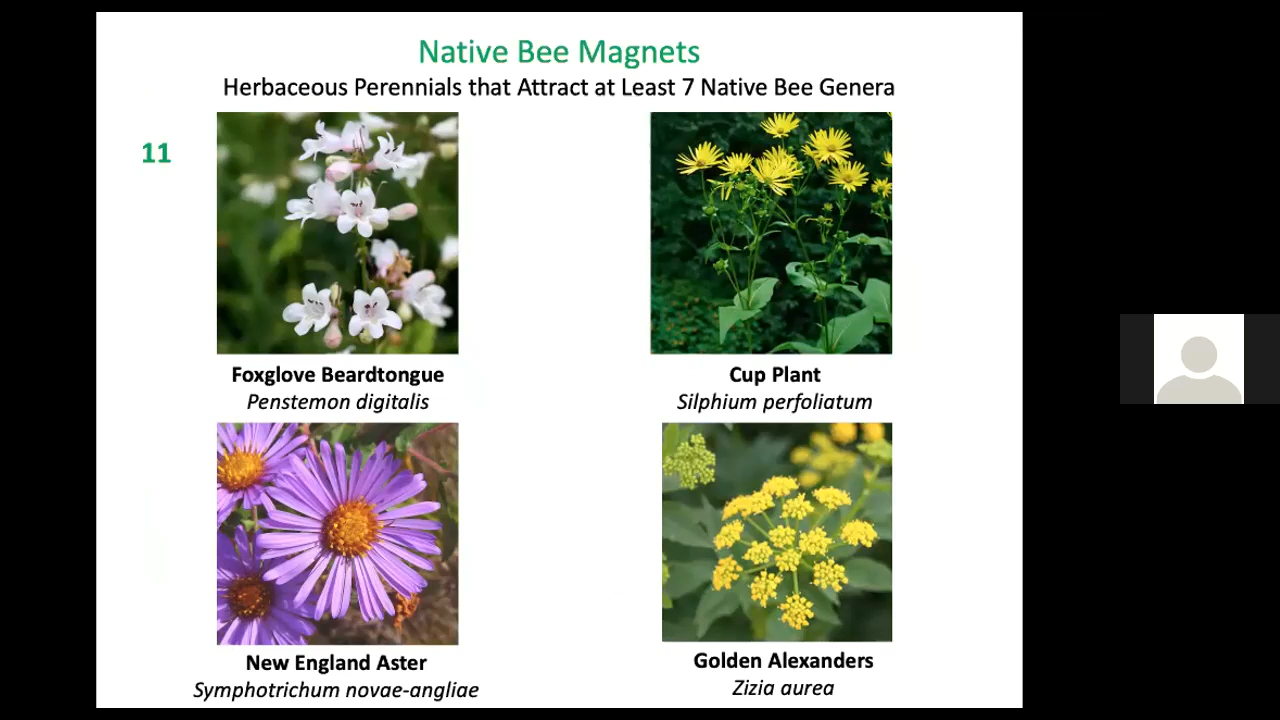 Native Bee Magnets
Herbaceous Perennials that Attract at Least 7 Native Bee Genera
11
Foxglove Beardtongue
Penstemon digitalis
Cup Plant
Silphium perfoliatum
New England Aster
Symphotrichum novae-angliae
Golden Alexanders
Zizia aurea